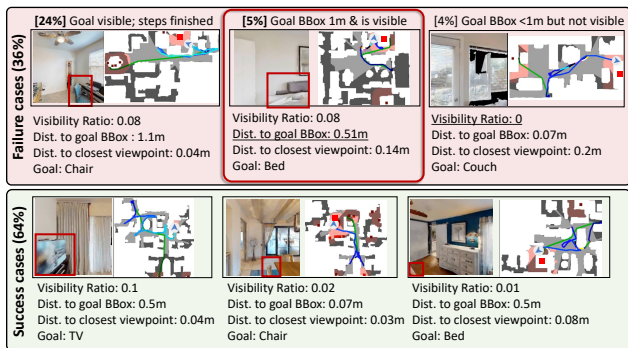 Failure cases (36%)
[24%] Goal visible; steps finished
Visibility Ratio: 0.08
Dist. to goal BBox : 1.1m
Dist. to closest viewpoint: 0.04m
Goal: Chair
[5%] Goal BBox 1m & is visible
Visibility Ratio: 0.08
Dist. to goal BBox: 0.51m
Dist. to closest viewpoint: 0.14m
Goal: Bed
[4%] Goal BBox <1m but not visible
Visibility Ratio: 0
Dist. to goal BBox: 0.07m
Dist. to closest viewpoint: 0.2m
Goal: Couch
Success cases (64%)
Visibility Ratio: 0.1
Dist. to goal BBox: 0.5m
Dist. to closest viewpoint: 0.04m
Goal: TV
Visibility Ratio: 0.02
Dist. to goal BBox: 0.07m
Dist. to closest viewpoint: 0.03m
Goal: Chair
Visibility Ratio: 0.01
Dist. to goal BBox: 0.5m
Dist. to closest viewpoint: 0.08m
Goal: Bed